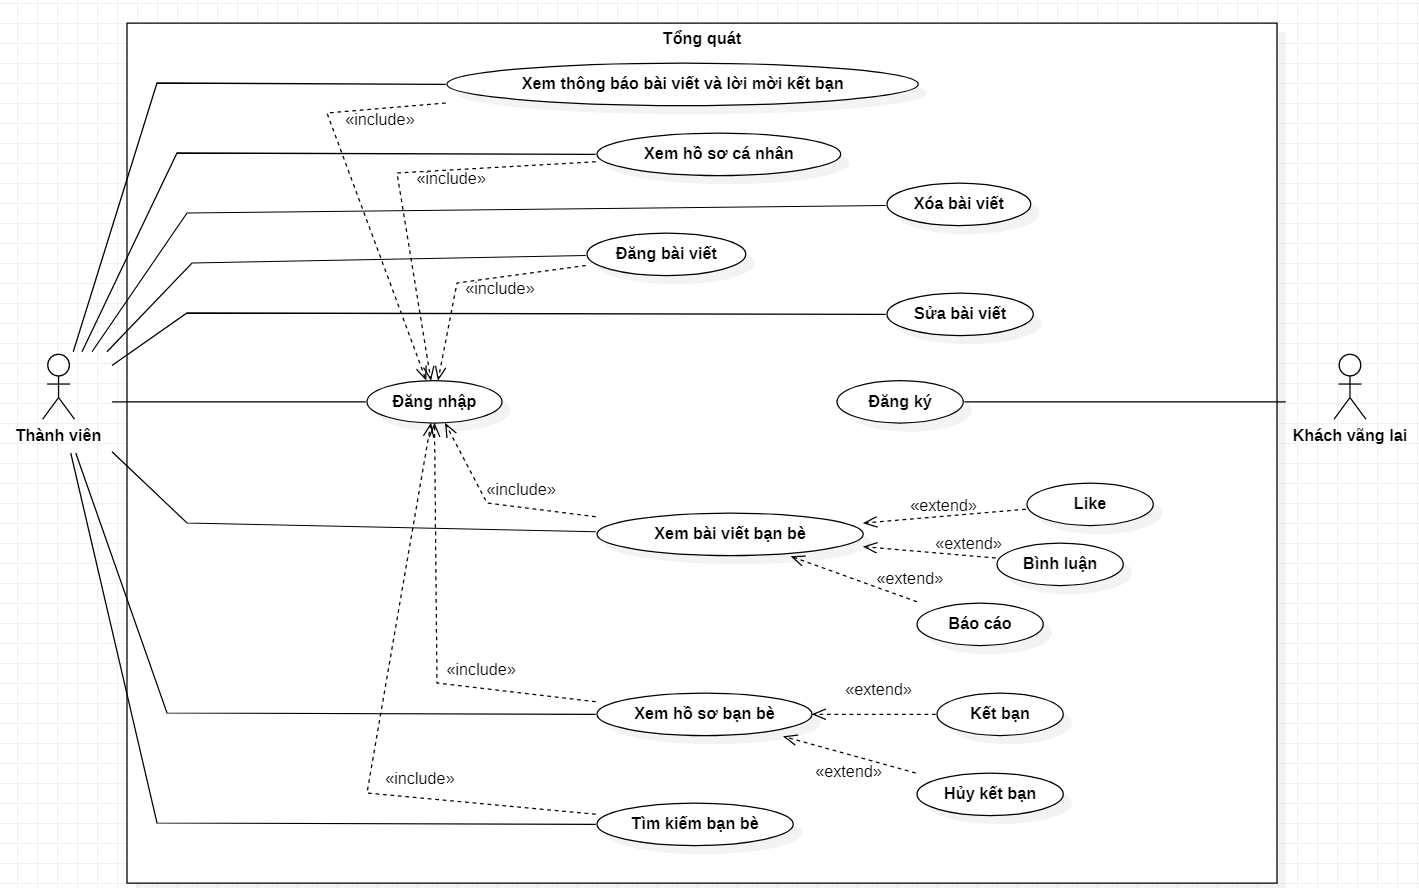 Tổng quát
Xem thông báo bài viết và lời mời kết bạn
«include»
Xem hồ sơ cá nhân
«include»
Xóa bài viết
Đăng bài viết
«include»
Sửa bài viết
Đăng nhập
Đăng ký
Thành viên
Khách vãng lai
«include»
Like
«extend»
Xem bài viết bạn bè
«extend»
Bình luận
«extend»
Báo cáo
«include»
«extend»
Xem hồ sơ bạn bè
Kết bạn
«extend»
«include»
Hủy kết bạn
Tìm kiếm bạn bè